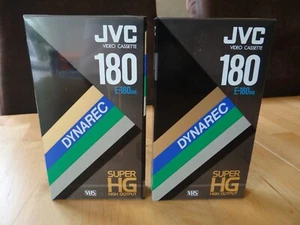 JVC
VIDEO CASSETTE
180
E-180
DYNAREC
SUPER
HG
HIGH OUTPUT
VHS
JVC
VIDEO CASSETTE
180
E-180
DYNAREC
SUPER
HG
HIGH OUTPUT
VHS